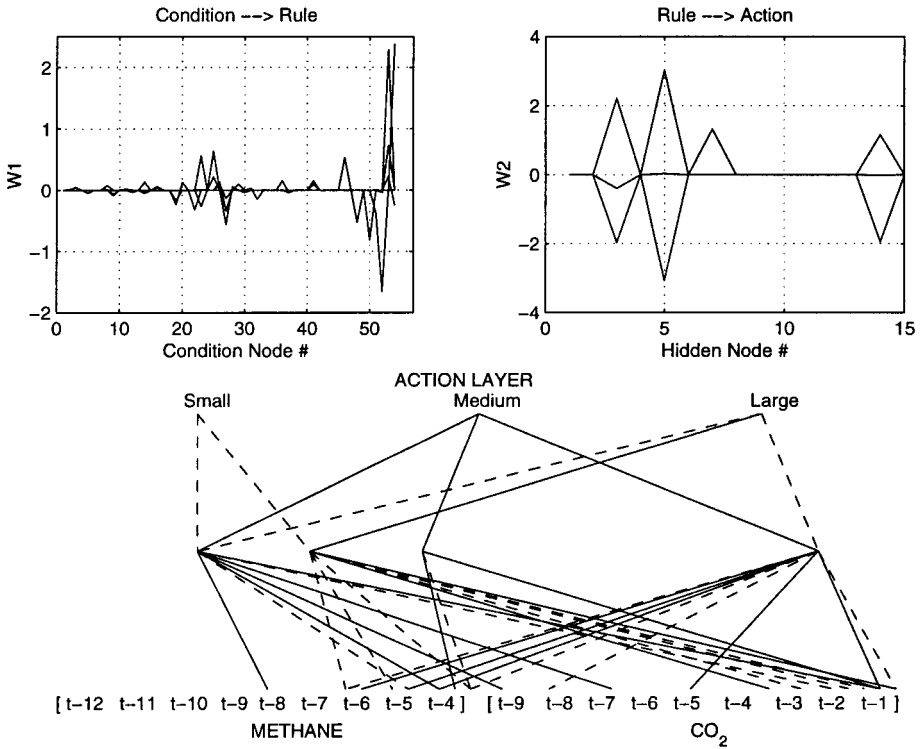 Condition −−> Rule
2
1
0
−1
−2
W1
0 10 20 30 40 50
Condition Node #
Rule −−> Action
4
2
0
−2
−4
W2
0 5 10 15
Hidden Node #
ACTION LAYER
Small Medium Large
[ t−12 t−11 t−10 t−9 t−8 t−7 t−6 t−5 t−4 ] [ t−9 t−8 t−7 t−6 t−5 t−4 t−3 t−2 t−1 ]
METHANE CO2